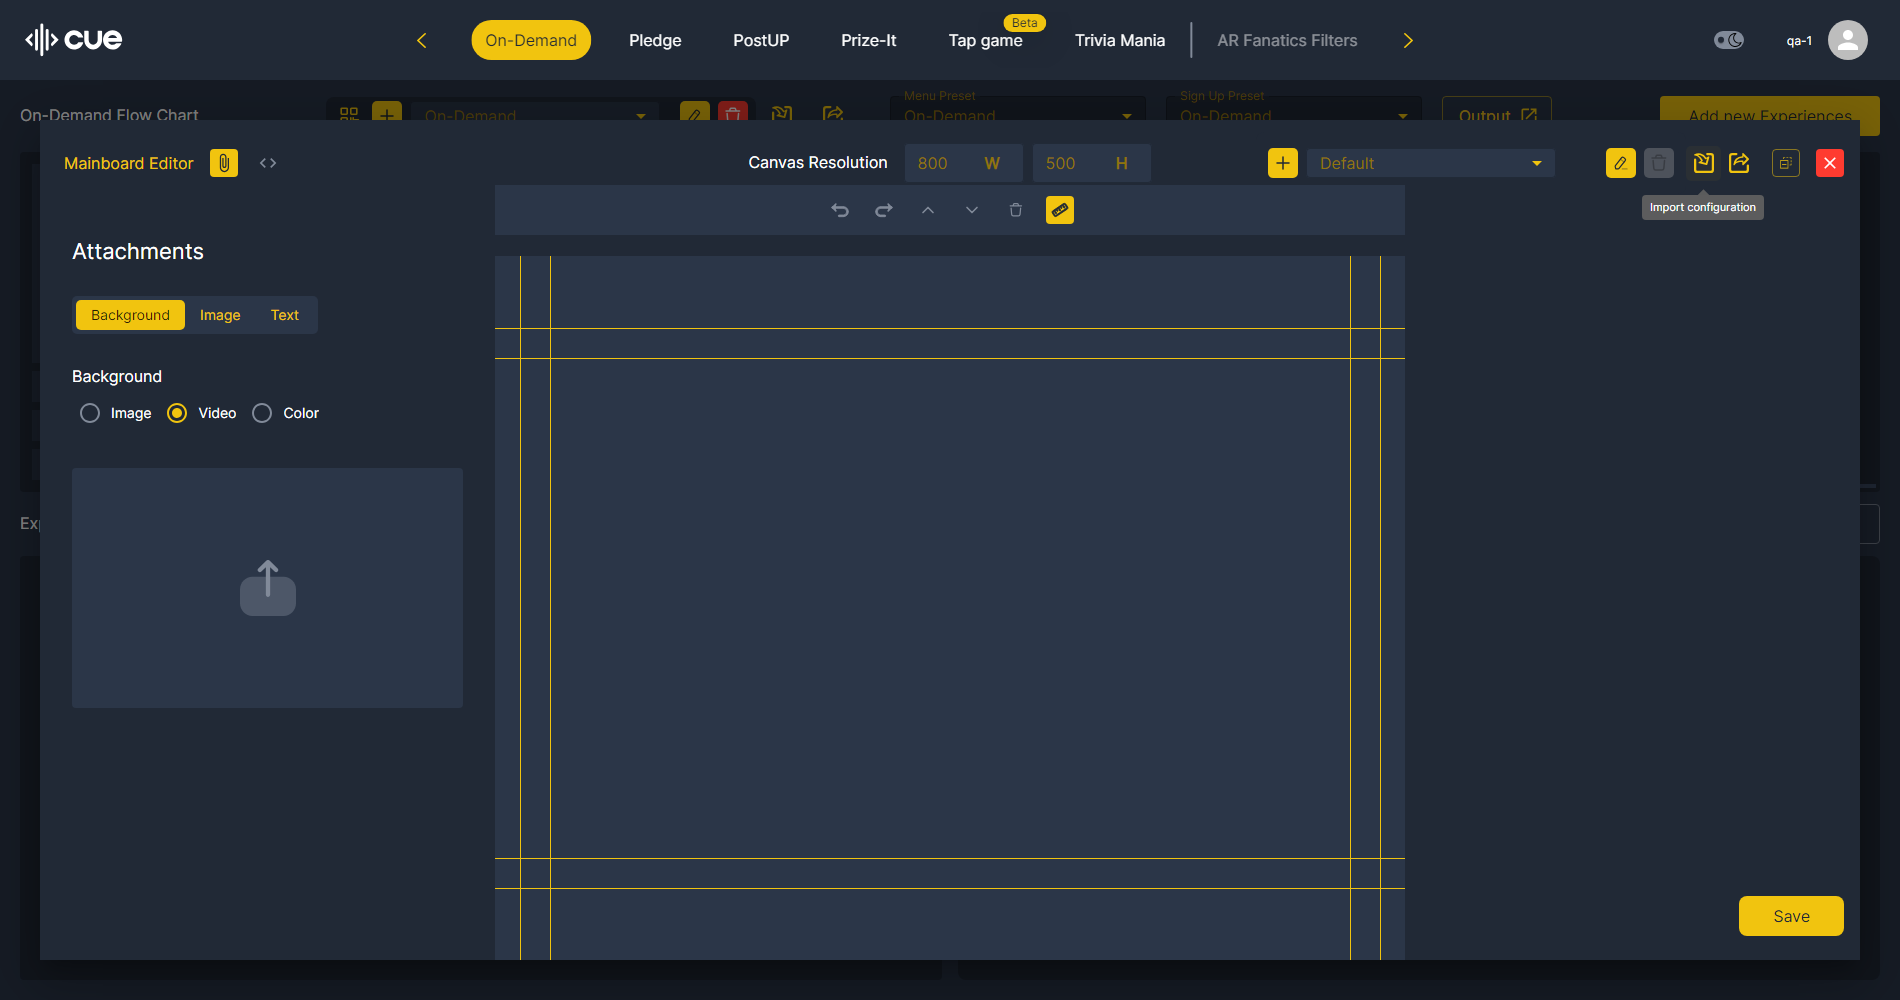 cue
On-Demand
Pledge
PostUP
Prize-It
Tap game
Beta
Trivia Mania
AR Fanatics Filters
qa-1
On-Demand Flow Chart
On-Demand
Menu Preset
On-Demand
Sign Up Preset
On-Demand
Output
Add new Experiences
Mainboard Editor
Canvas Resolution
800 W
500 H
Default
Import configuration
Attachments
Background
Image
Text
Background
Image
Video
Color
Save